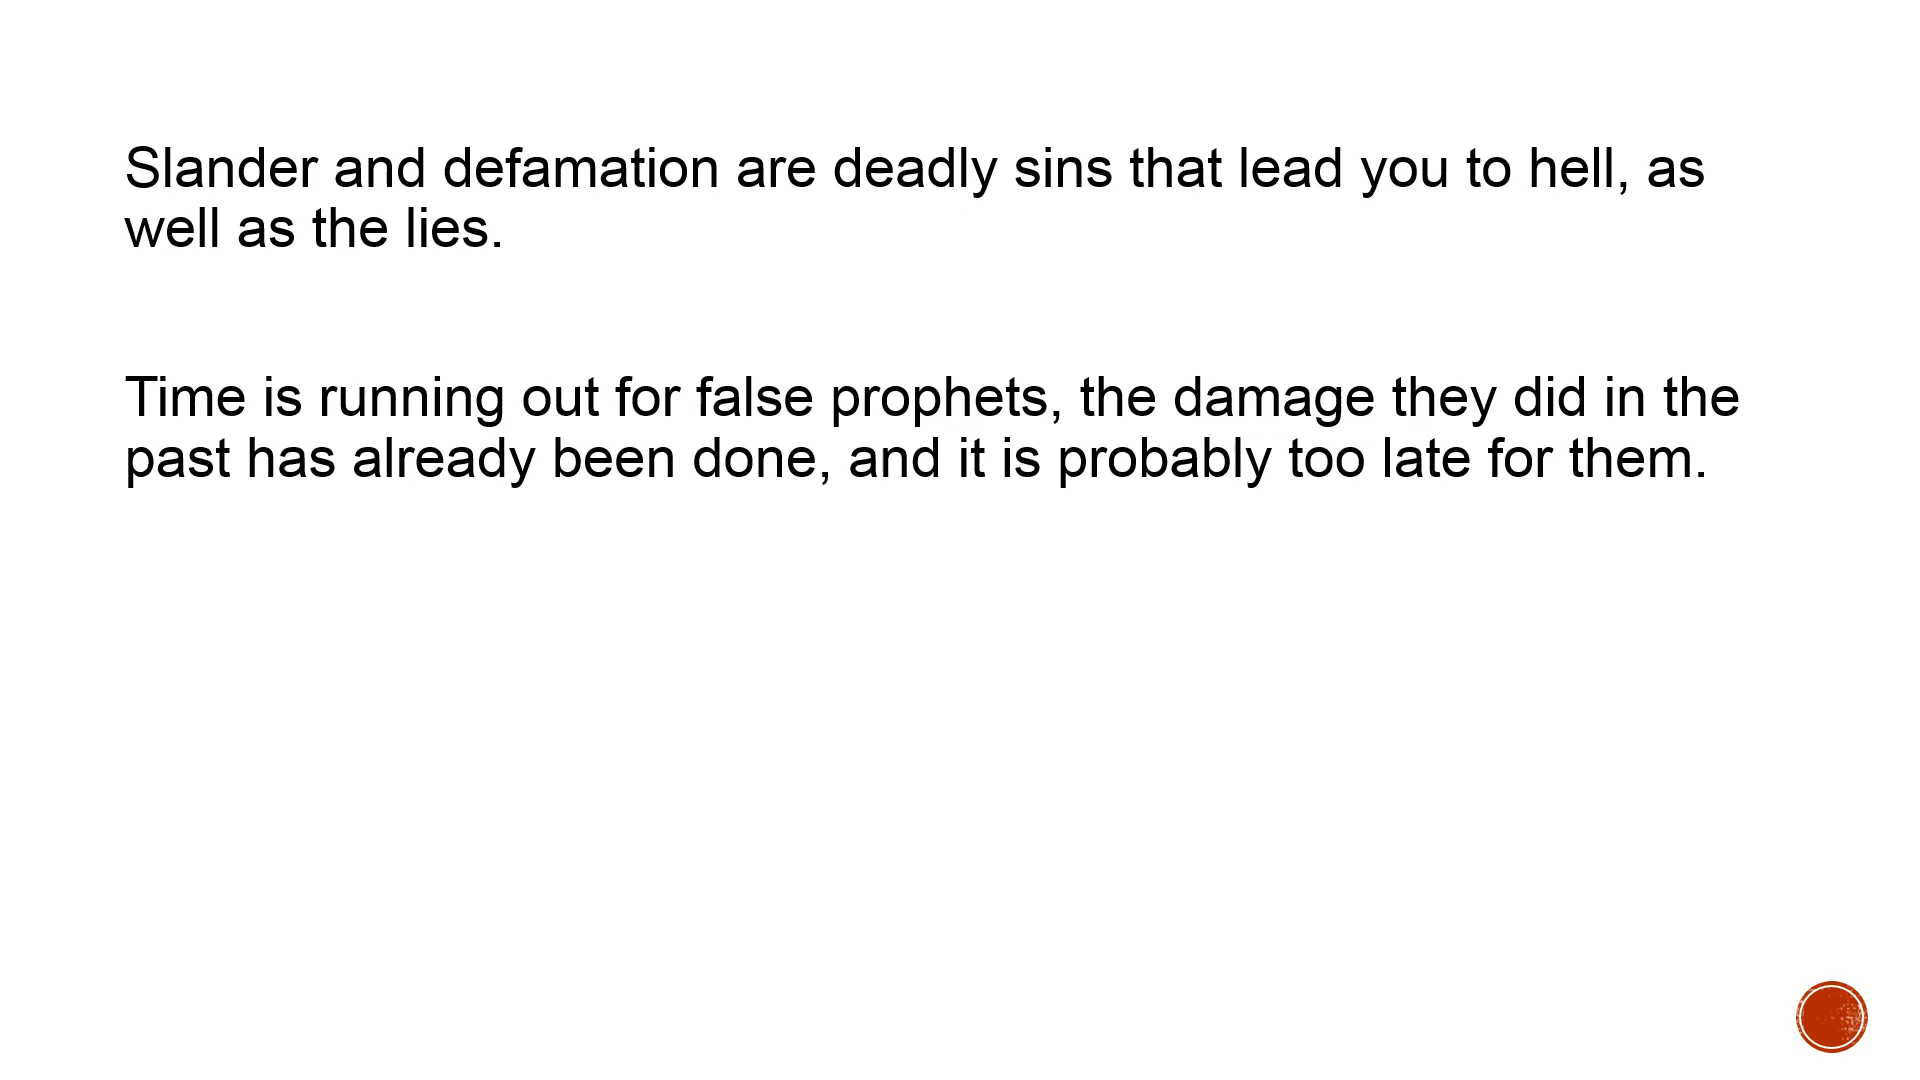 Slander and defamation are deadly sins that lead you to hell, as
well as the lies.
Time is running out for false prophets, the damage they did in the
past has already been done, and it is probably too late for them.